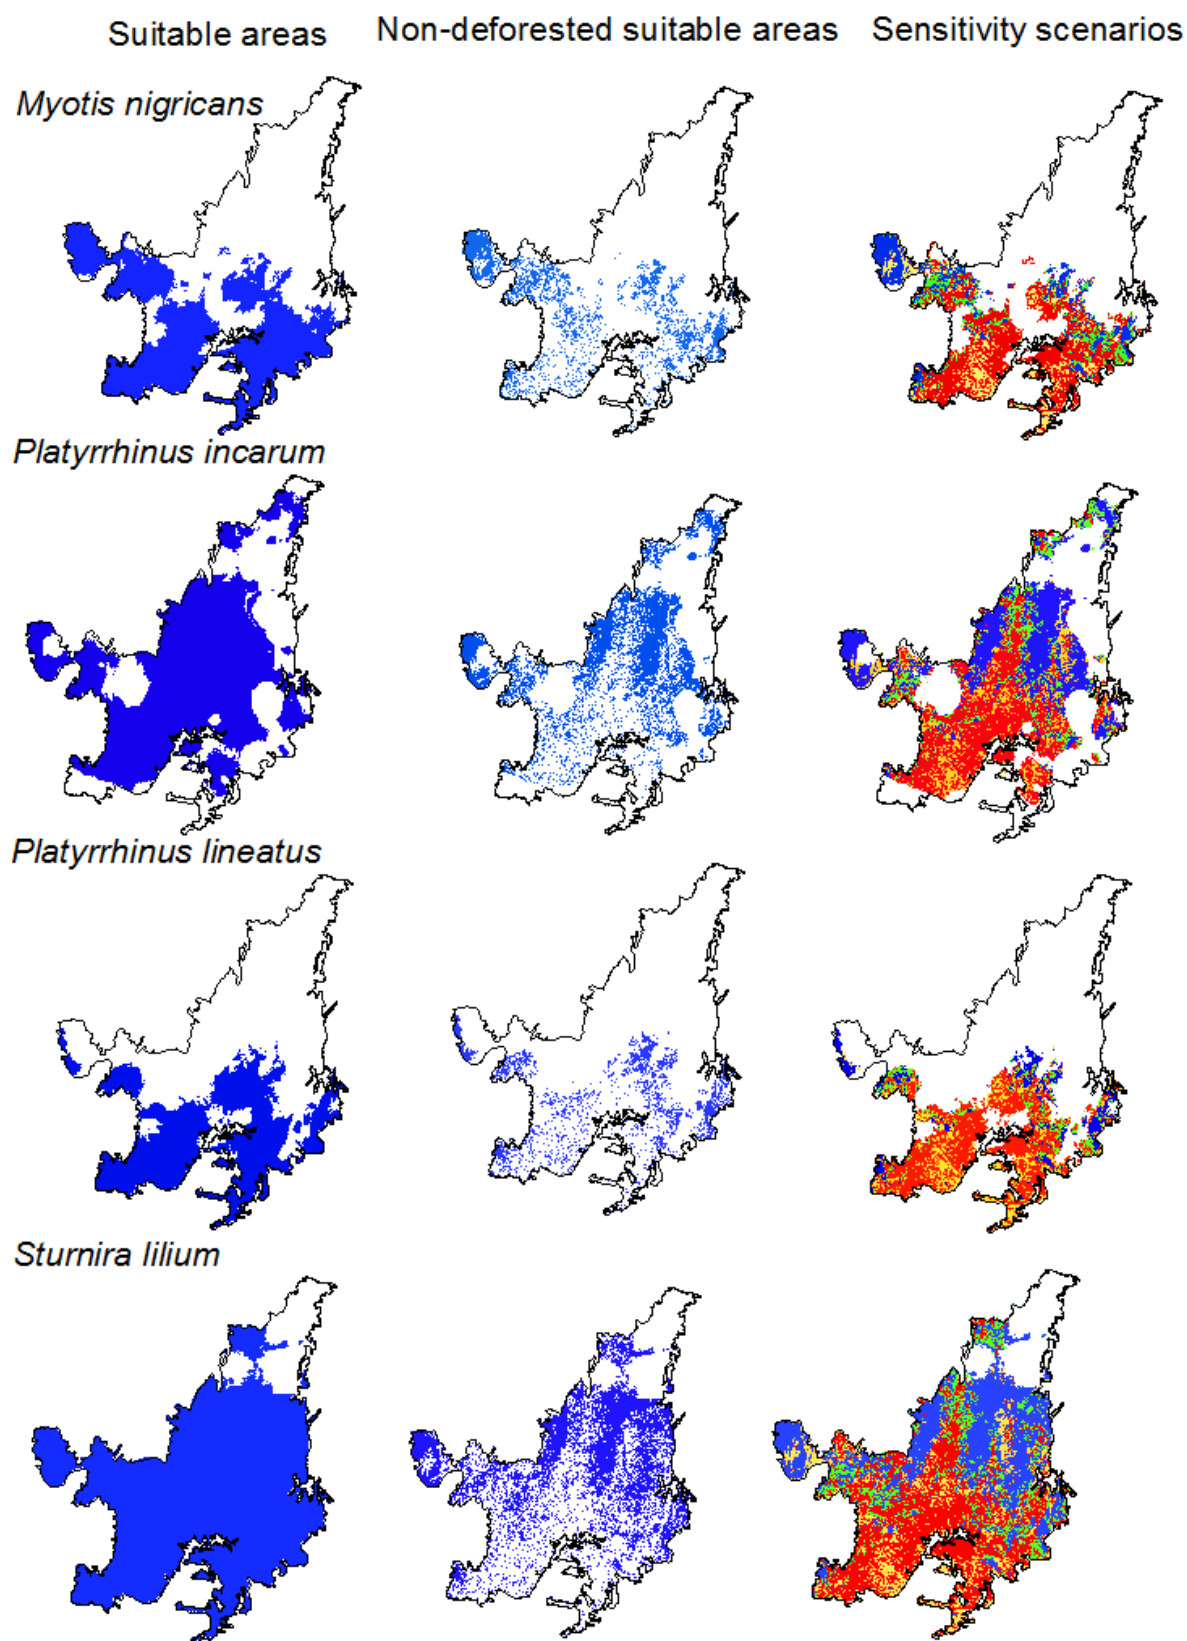 Suitable areas Non-deforested suitable areas Sensitivity scenarios
Myotis nigricans
Platyrrhinus incarum
Platyrrhinus lineatus
Sturnira lilium